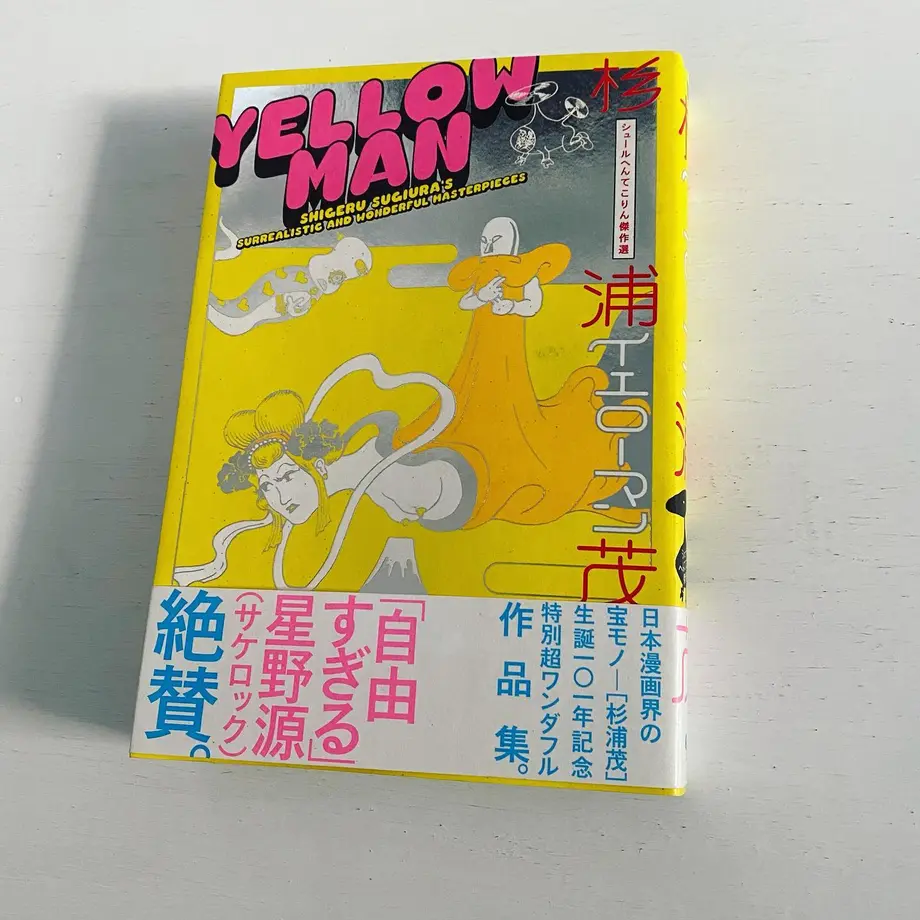 YELLOW
MAN
SHIGERU SUGIURA'S
SURREALISTIC AND WONDERFUL MASTERPIECES
杉
浦
茂
シュールへんてこりん傑作選
イエローマン
日本漫画界の
宝モノ―[杉浦茂]
生誕一〇一年記念
特別超ワンダフル
作品集。
「自由
すぎる」
星野源
(サケロック)
絶賛。